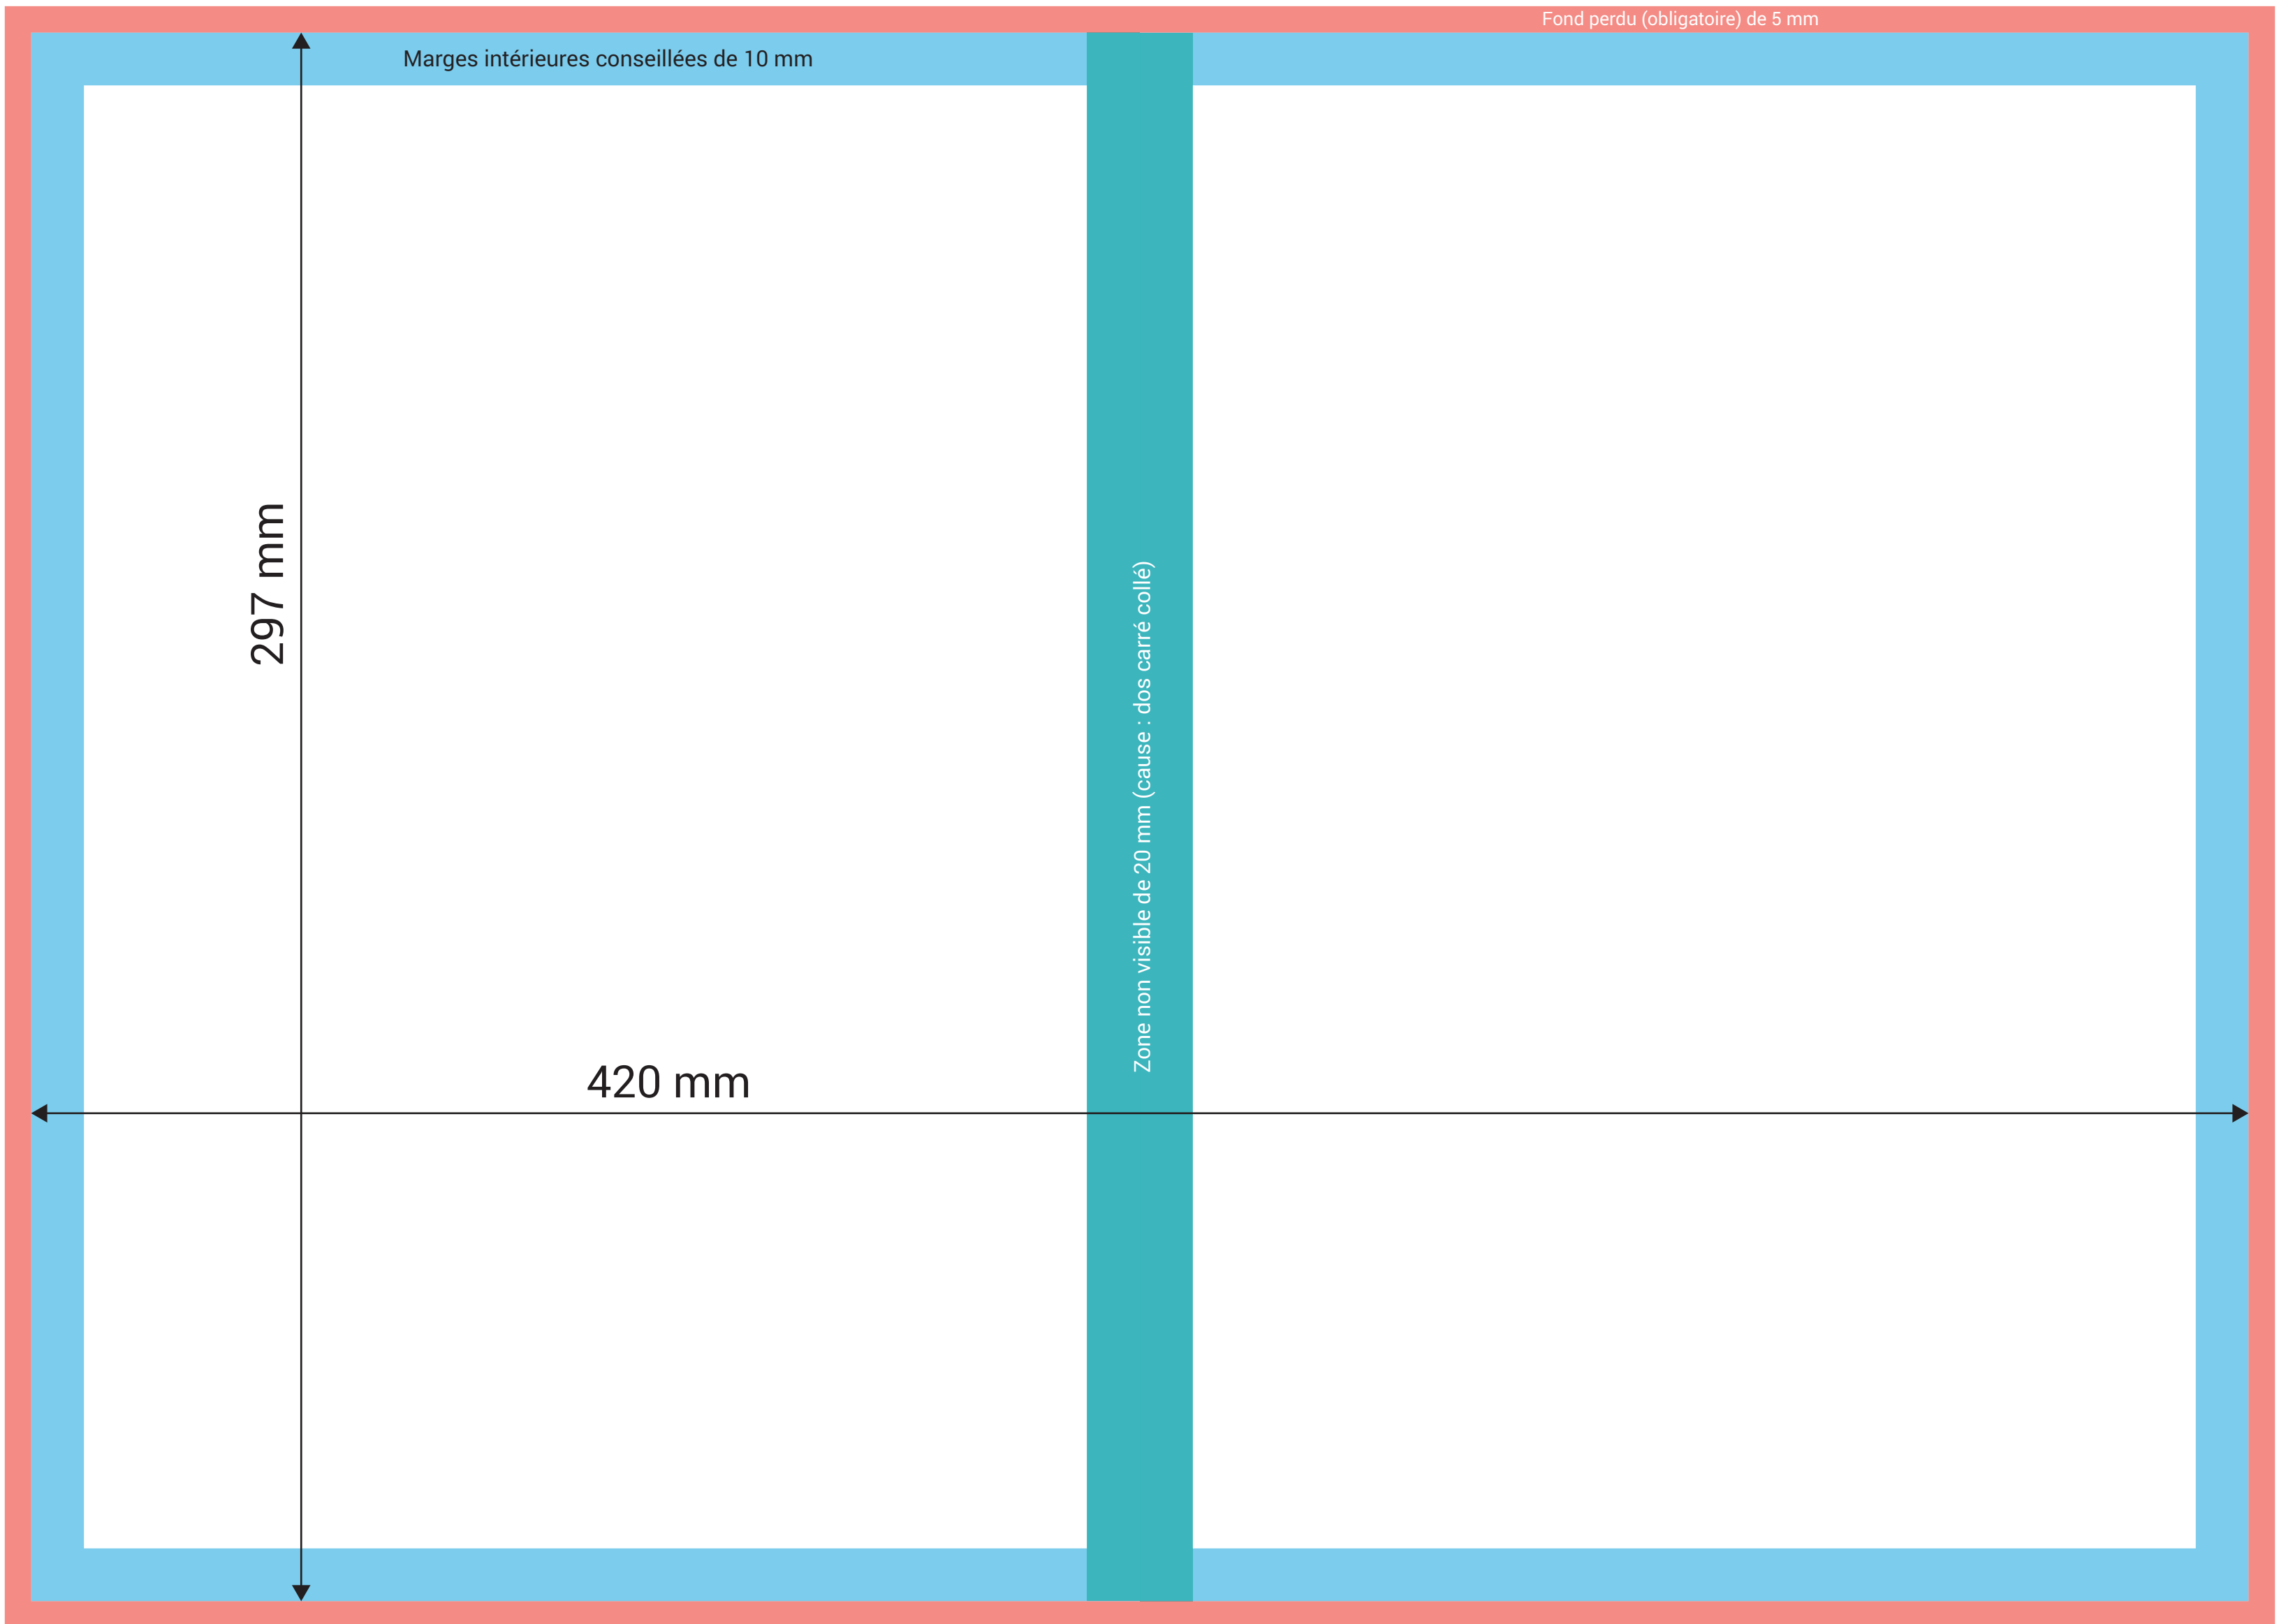 Fond perdu (obligatoire) de 5 mm
Marges intérieures conseillées de 10 mm
297 mm
Zone non visible de 20 mm (cause : dos carré collé)
420 mm